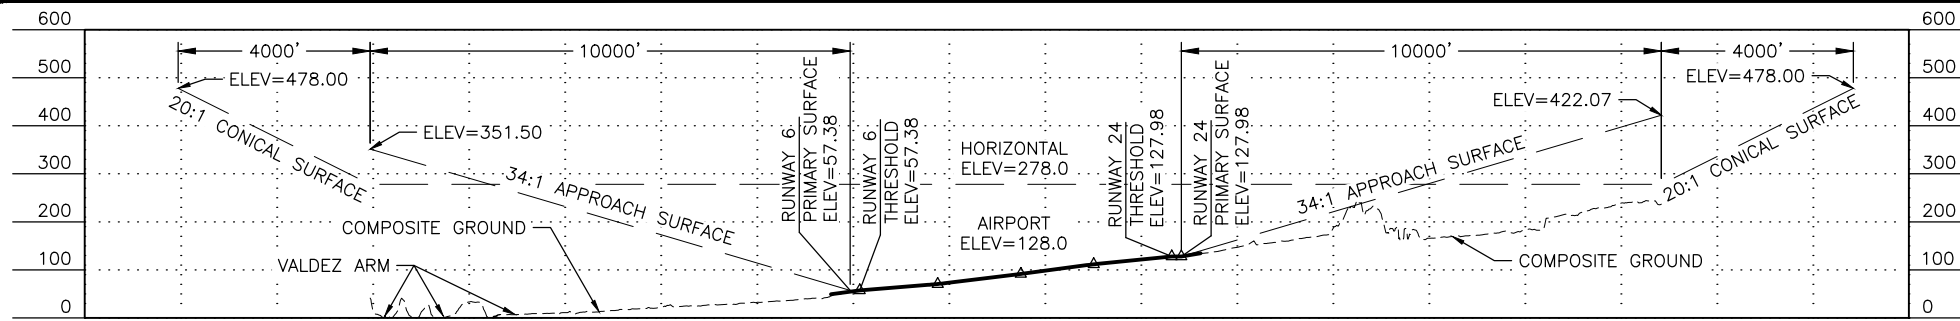 600
600
4000'
10000'
10000'
4000'
500
ELEV=478.00
ELEV=478.00
500
20:1 CONICAL SURFACE
ELEV=422.07
400
ELEV=351.50
400
RUNWAY 6
PRIMARY SURFACE
ELEV=57.38
RUNWAY 6
THRESHOLD
ELEV=57.38
HORIZONTAL
ELEV=278.0
RUNWAY 24
THRESHOLD
ELEV=127.98
RUNWAY 24
PRIMARY SURFACE
ELEV=127.98
300
34:1 APPROACH SURFACE
34:1 APPROACH SURFACE
20:1 CONICAL SURFACE
300
200
COMPOSITE GROUND
AIRPORT
ELEV=128.0
200
100
VALDEZ ARM
COMPOSITE GROUND
100
0
0